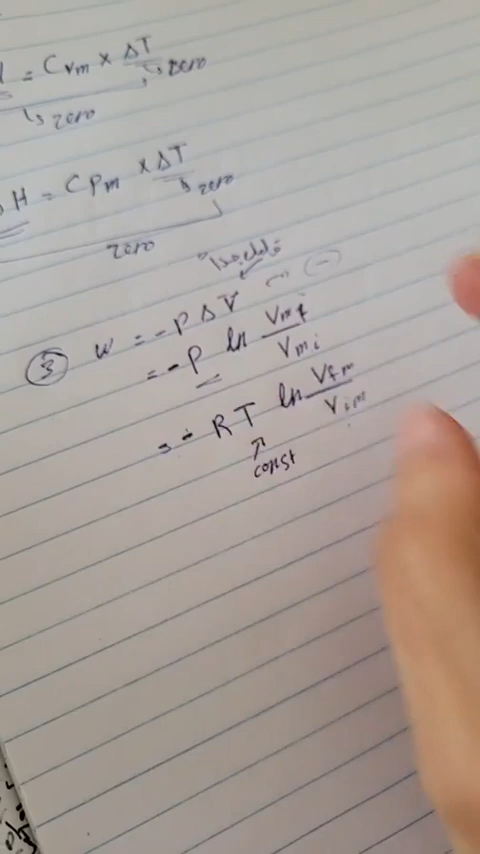 = Cvm × ΔT
↳ zero
↳ zero
H = CPm × ΔT
↳ zero
zero
③ W = -P ΔV (-)
= -P ln Vmf / Vmi
= - RT ln Vfm / Vim
const